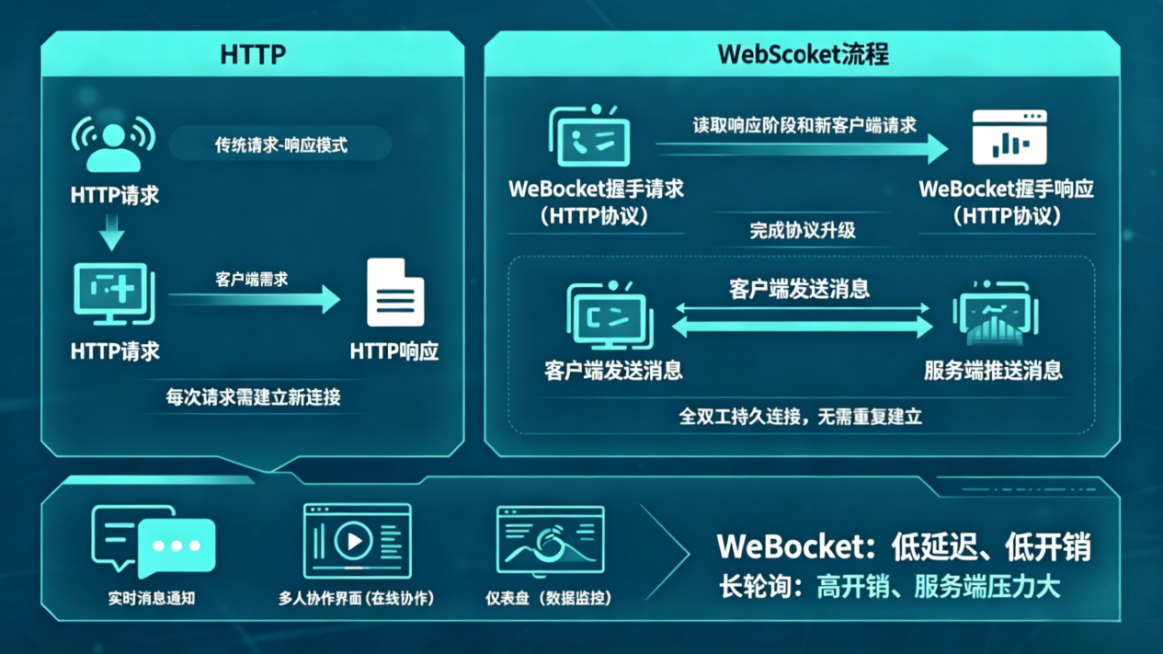 HTTP
传统请求-响应模式
HTTP请求
客户端需求
HTTP请求
HTTP响应
每次请求需建立新连接
WebScoket流程
读取响应阶段和新客户端请求
WeBocket握手请求
（HTTP协议）
WeBocket握手响应
（HTTP协议）
完成协议升级
客户端发送消息
客户端发送消息
服务端推送消息
全双工持久连接，无需重复建立
实时消息通知
多人协作界面(在线协作)
仪表盘（数据监控）
WeBocket：低延迟、低开销
长轮询：高开销、服务端压力大